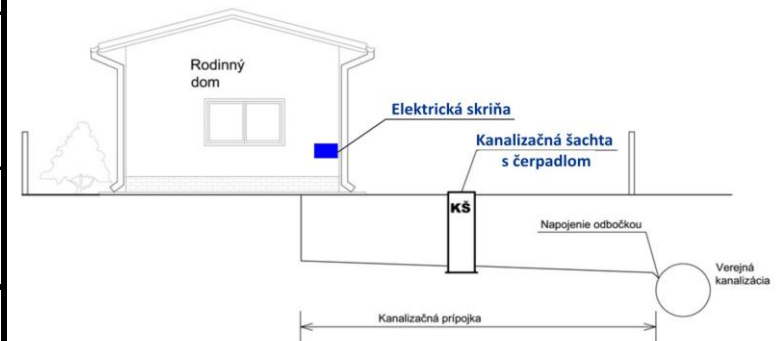 Rodinný
dom
Elektrická skriňa
Kanalizačná šachta
s čerpadlom
KŠ
Napojenie odbočkou
Verejná
kanalizácia
Kanalizačná prípojka